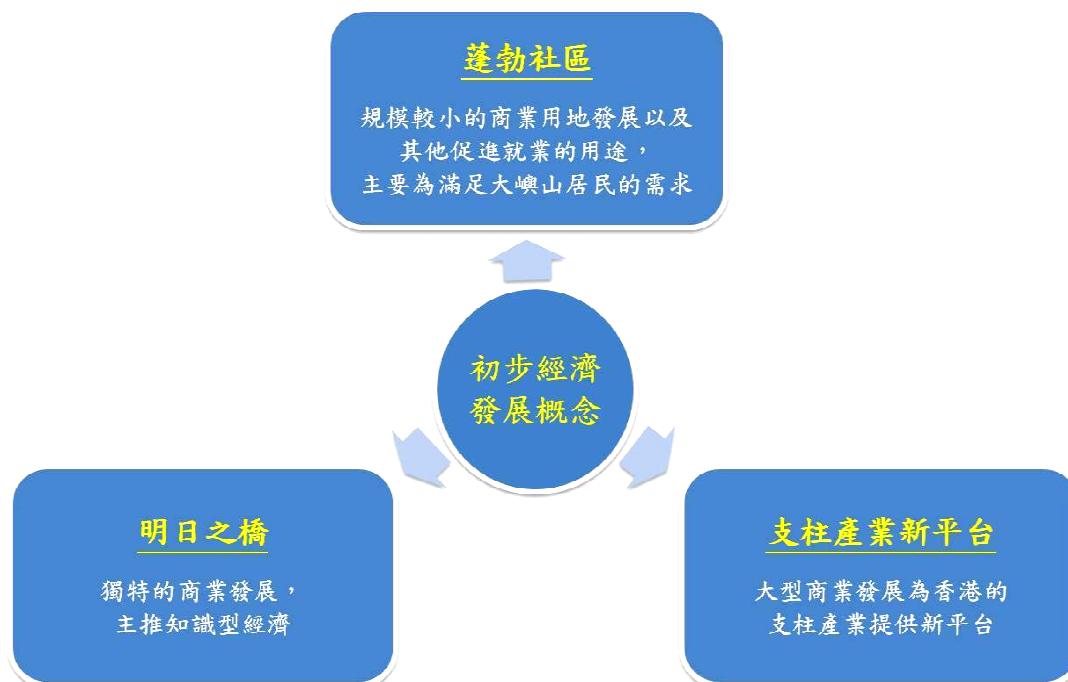 蓬勃社區
規模較小的商業用地發展以及
其他促進就業的用途，
主要為滿足大嶼山居民的需求
初步經濟
發展概念
明日之橋
獨特的商業發展，
主推知識型經濟
支柱產業新平台
大型商業發展為香港的
支柱產業提供新平台